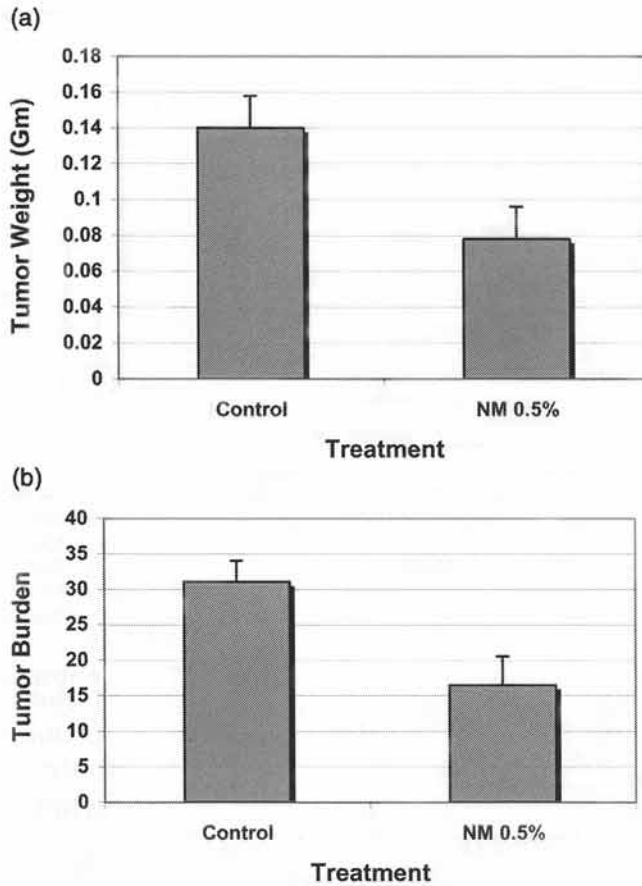 (a)
Tumor Weight (Gm)
0.18
0.16
0.14
0.12
0.1
0.08
0.06
0.04
0.02
0
Control NM 0.5%
Treatment
(b)
Tumor Burden
40
35
30
25
20
15
10
5
0
Control NM 0.5%
Treatment